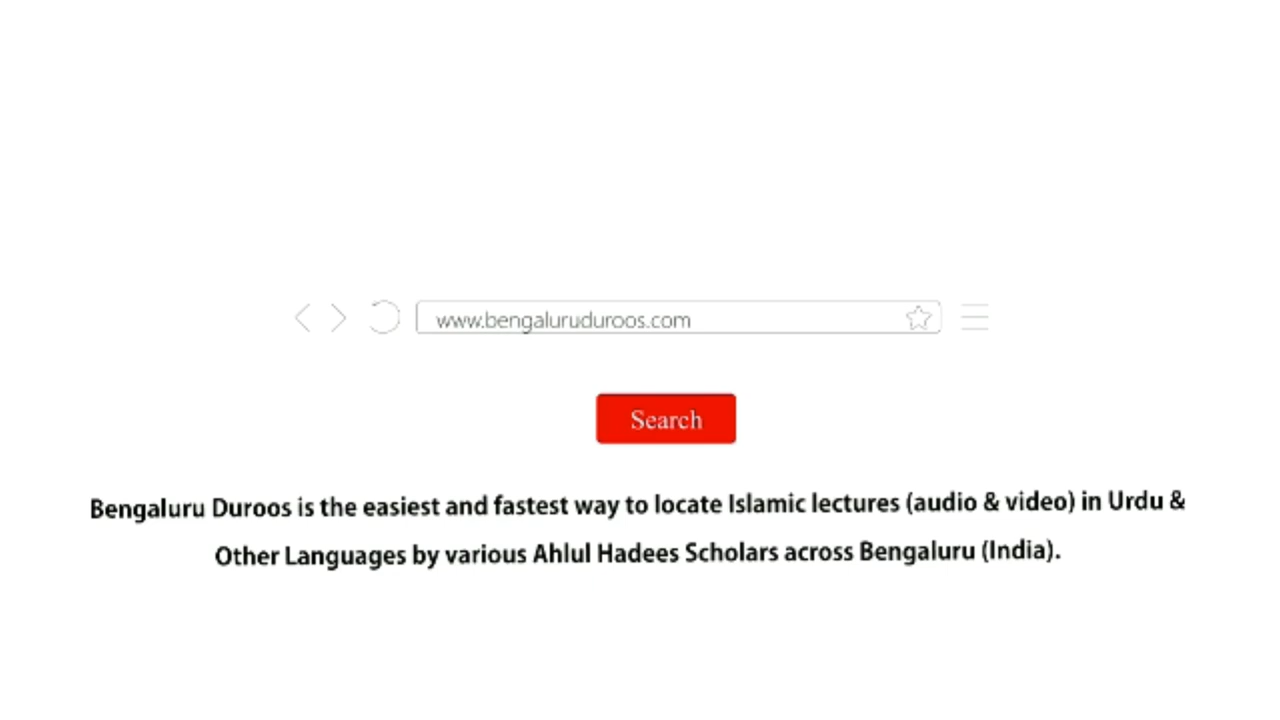 www.bengaluruduroos.com
Search
Bengaluru Duroos is the easiest and fastest way to locate Islamic lectures (audio & video) in Urdu &
Other Languages by various Ahlul Hadees Scholars across Bengaluru (India).